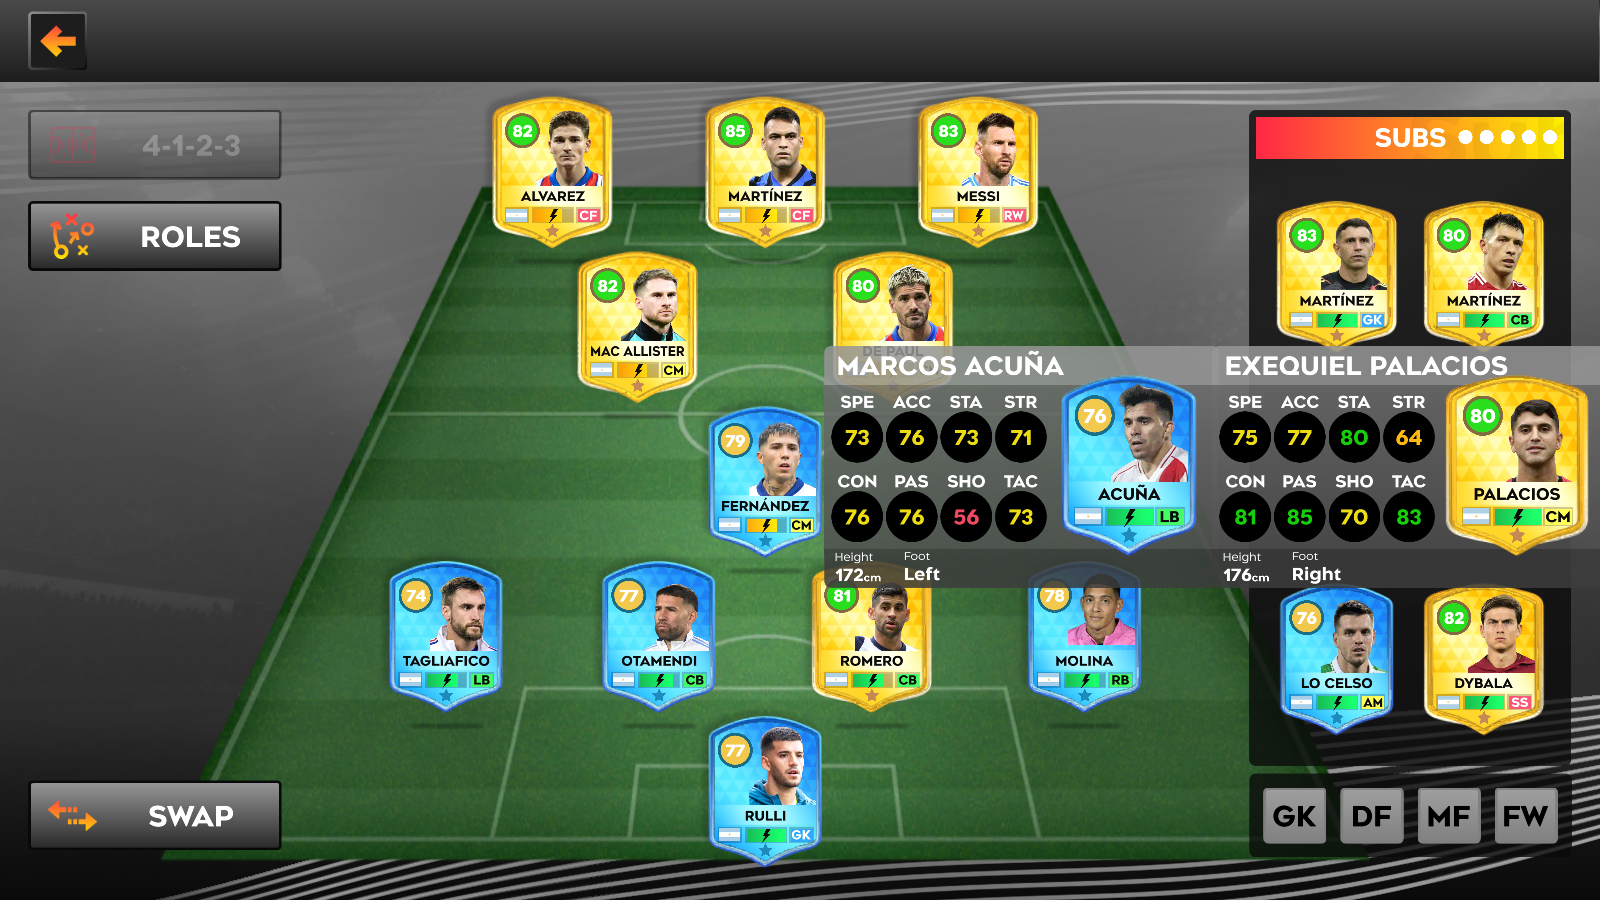 4-1-2-3
ROLES
SWAP
82
ALVAREZ
CF
85
MARTÍNEZ
CF
83
MESSI
RW
82
MAC ALLISTER
CM
80
DE PAUL
79
FERNÁNDEZ
CM
74
TAGLIAFICO
LB
77
OTAMENDI
CB
81
ROMERO
CB
78
MOLINA
RB
77
RULLI
GK
MARCOS ACUÑA
SPE ACC STA STR
73 76 73 71
CON PAS SHO TAC
76 76 56 73
Height Foot
172cm Left
76
ACUÑA
LB
EXEQUIEL PALACIOS
SPE ACC STA STR
75 77 80 64
CON PAS SHO TAC
81 85 70 83
Height Foot
176cm Right
80
PALACIOS
CM
SUBS
83
MARTÍNEZ
GK
80
MARTÍNEZ
CB
76
LO CELSO
AM
82
DYBALA
SS
GK DF MF FW